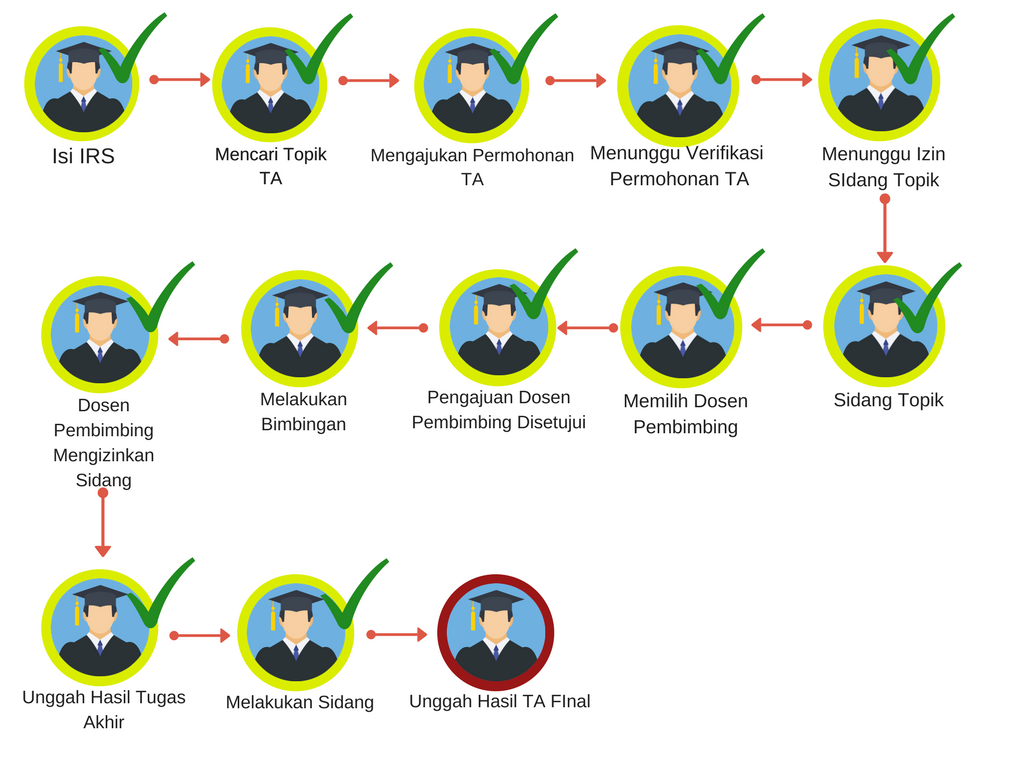 Isi IRS
Mencari Topik
TA
Mengajukan Permohonan
TA
Menunggu Verifikasi
Permohonan TA
Menunggu Izin
SIdang Topik
Sidang Topik
Memilih Dosen
Pembimbing
Pengajuan Dosen
Pembimbing Disetujui
Melakukan
Bimbingan
Dosen
Pembimbing
Mengizinkan
Sidang
Unggah Hasil Tugas
Akhir
Melakukan Sidang
Unggah Hasil TA FInal